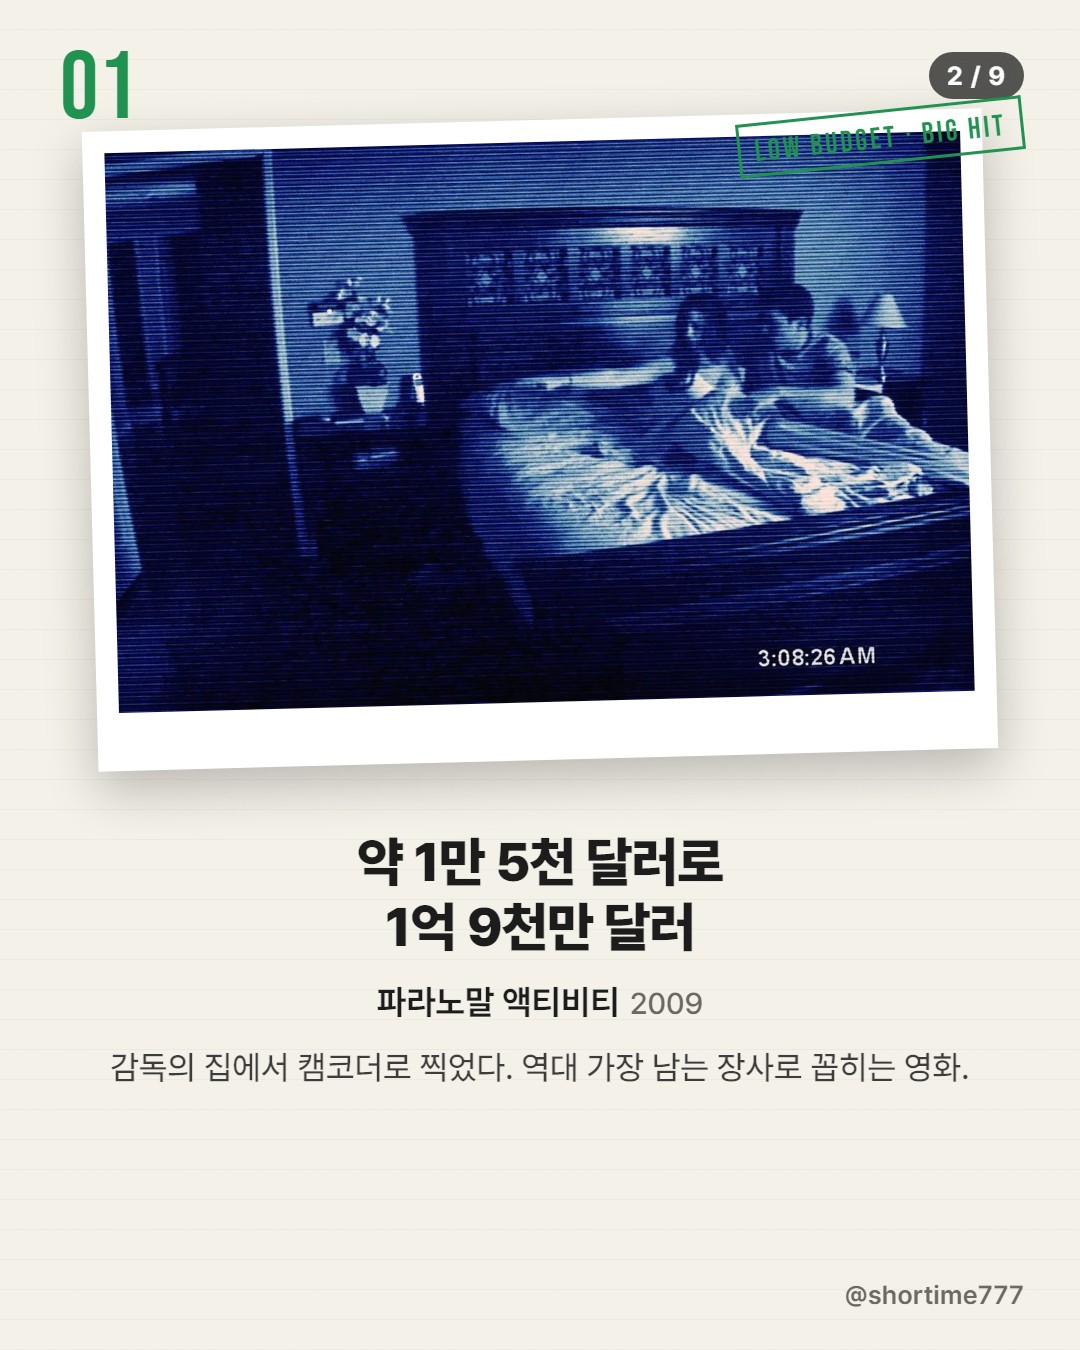 01
2 / 9
LOW BUDGET · BIG HIT
3:08:26 AM
약 1만 5천 달러로
1억 9천만 달러
파라노말 액티비티 2009
감독의 집에서 캠코더로 찍었다. 역대 가장 남는 장사로 꼽히는 영화.
@shortime777